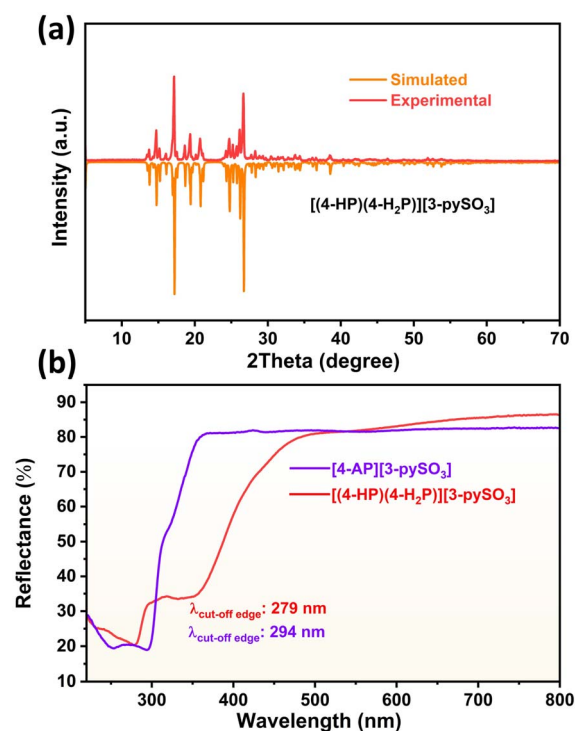 (a)
Simulated
Experimental
Intensity (a.u.)
[(4-HP)(4-H₂P)][3-pySO₃]
10 20 30 40 50 60 70
2Theta (degree)
(b)
90
80
70
60
50
40
30
20
10
Reflectance (%)
[4-AP][3-pySO₃]
[(4-HP)(4-H₂P)][3-pySO₃]
λcut-off edge: 279 nm
λcut-off edge: 294 nm
300 400 500 600 700 800
Wavelength (nm)